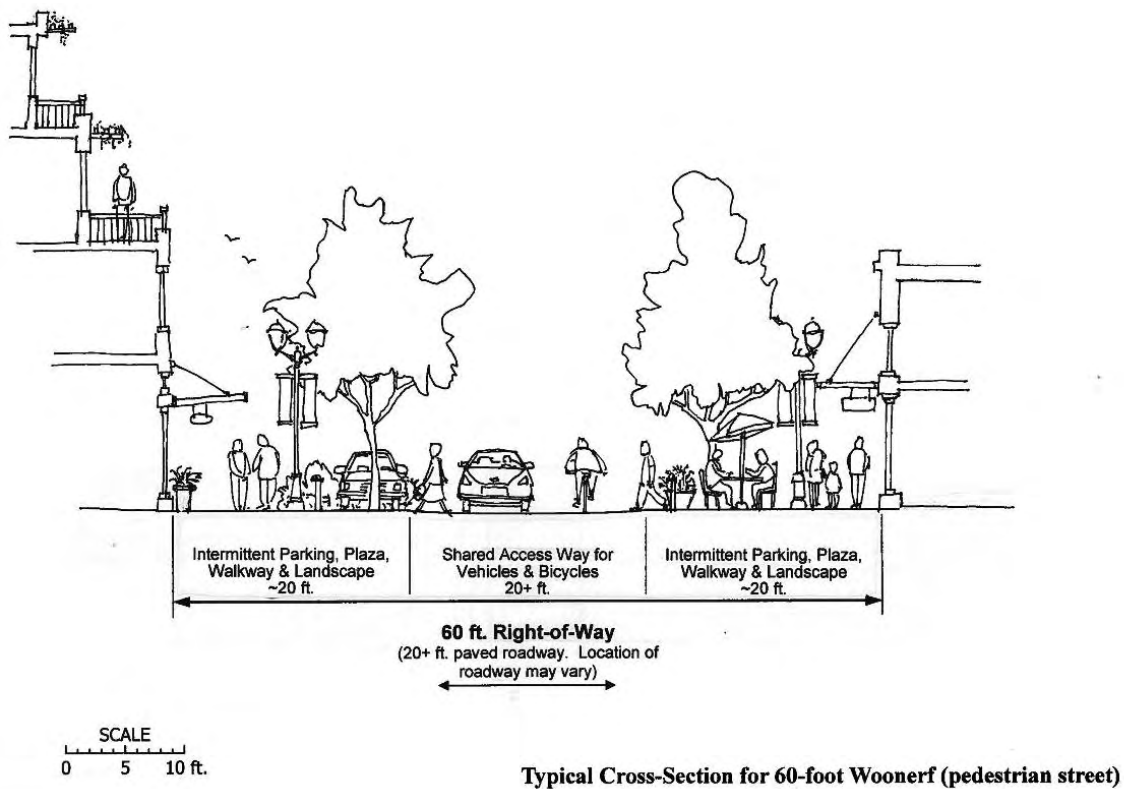 Intermittent Parking, Plaza,
Walkway & Landscape
~20 ft.
Shared Access Way for
Vehicles & Bicycles
20+ ft.
Intermittent Parking, Plaza,
Walkway & Landscape
~20 ft.
60 ft. Right-of-Way
(20+ ft. paved roadway. Location of
roadway may vary)
SCALE
0 5 10 ft.
Typical Cross-Section for 60-foot Woonerf (pedestrian street)